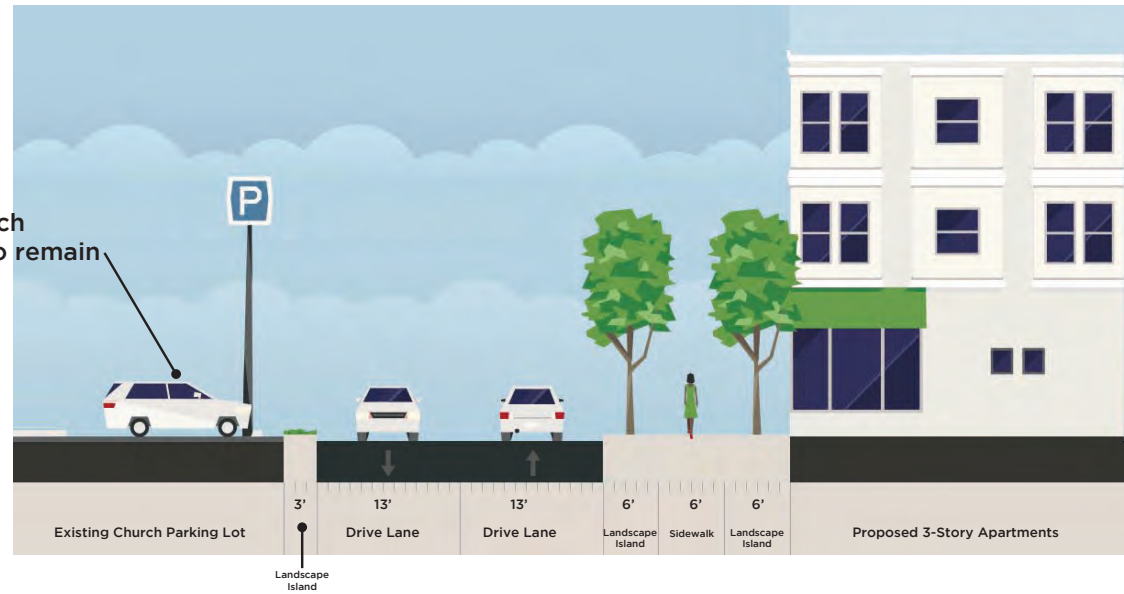 P
ch
o remain
3'
13'
13'
6'
6'
6'
Existing Church Parking Lot
Drive Lane
Drive Lane
Landscape
Island
Sidewalk
Landscape
Island
Proposed 3-Story Apartments
Landscape
Island